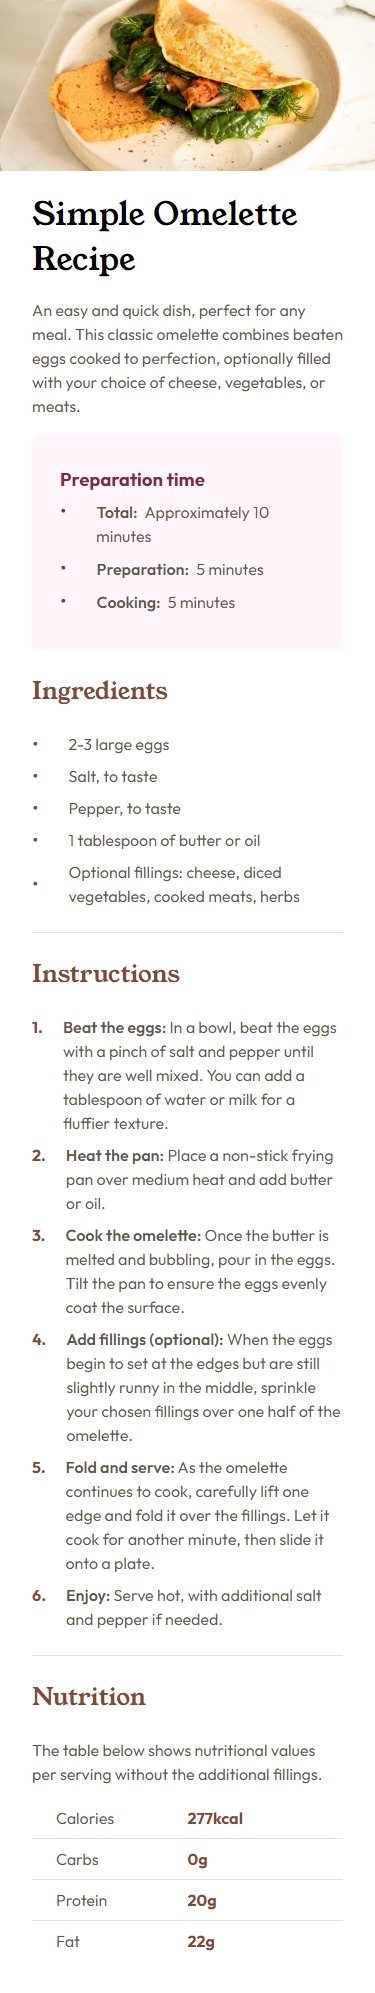 Simple Omelette
Recipe
An easy and quick dish, perfect for any
meal. This classic omelette combines beaten
eggs cooked to perfection, optionally filled
with your choice of cheese, vegetables, or
meats.
Preparation time
• Total: Approximately 10
minutes
• Preparation: 5 minutes
• Cooking: 5 minutes
Ingredients
• 2-3 large eggs
• Salt, to taste
• Pepper, to taste
• 1 tablespoon of butter or oil
• Optional fillings: cheese, diced
vegetables, cooked meats, herbs
Instructions
1. Beat the eggs: In a bowl, beat the eggs
with a pinch of salt and pepper until
they are well mixed. You can add a
tablespoon of water or milk for a
fluffier texture.
2. Heat the pan: Place a non-stick frying
pan over medium heat and add butter
or oil.
3. Cook the omelette: Once the butter is
melted and bubbling, pour in the eggs.
Tilt the pan to ensure the eggs evenly
coat the surface.
4. Add fillings (optional): When the eggs
begin to set at the edges but are still
slightly runny in the middle, sprinkle
your chosen fillings over one half of the
omelette.
5. Fold and serve: As the omelette
continues to cook, carefully lift one
edge and fold it over the fillings. Let it
cook for another minute, then slide it
onto a plate.
6. Enjoy: Serve hot, with additional salt
and pepper if needed.
Nutrition
The table below shows nutritional values
per serving without the additional fillings.
Calories 277kcal
Carbs 0g
Protein 20g
Fat 22g